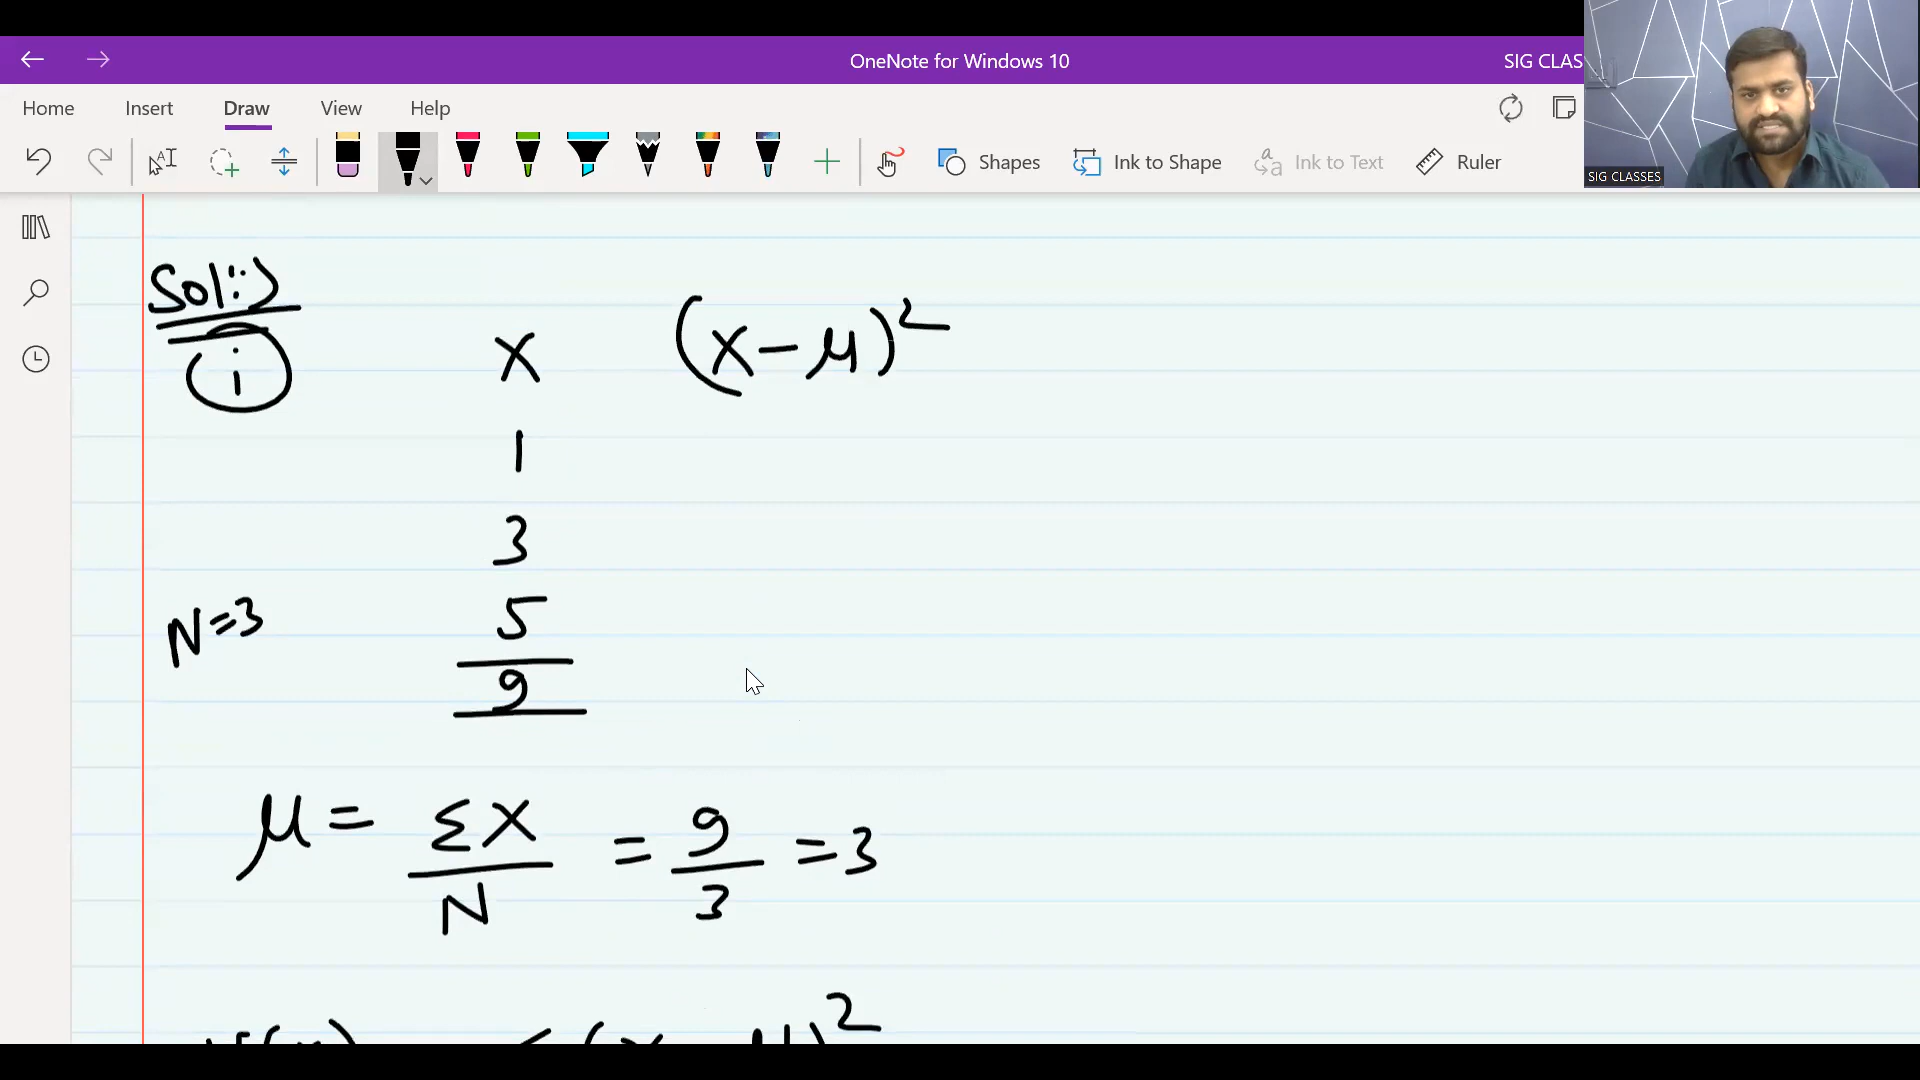 OneNote for Windows 10
SIG CLAS
Home Insert Draw View Help
Shapes Ink to Shape Ink to Text Ruler
SIG CLASSES
Sol:->
i
X (X-μ)²
1
3
5
N=3
9
μ = ΣX/N = 9/3 = 3